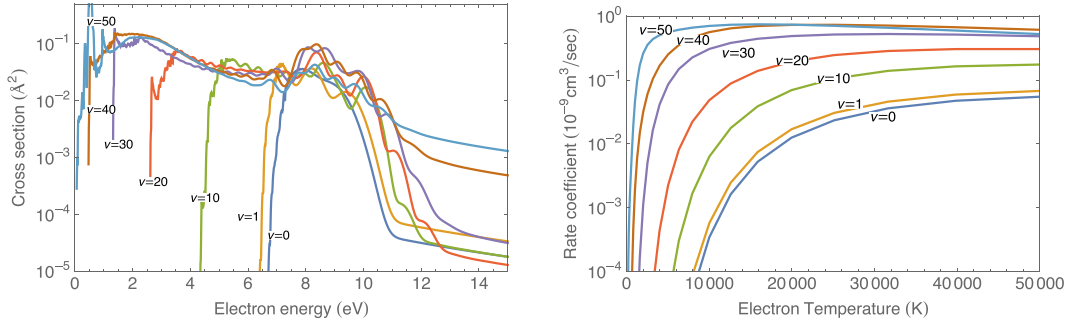 v=50
v=40
v=30
v=20
v=10
v=1
v=0
10⁻¹
10⁻²
10⁻³
10⁻⁴
10⁻⁵
0 2 4 6 8 10 12 14
Cross section (Å²)
Electron energy (eV)
v=50
v=40
v=30
v=20
v=10
v=1
v=0
10⁰
10⁻¹
10⁻²
10⁻³
10⁻⁴
0 10 000 20 000 30 000 40 000 50 000
Rate coefficient (10⁻⁹cm³/sec)
Electron Temperature (K)